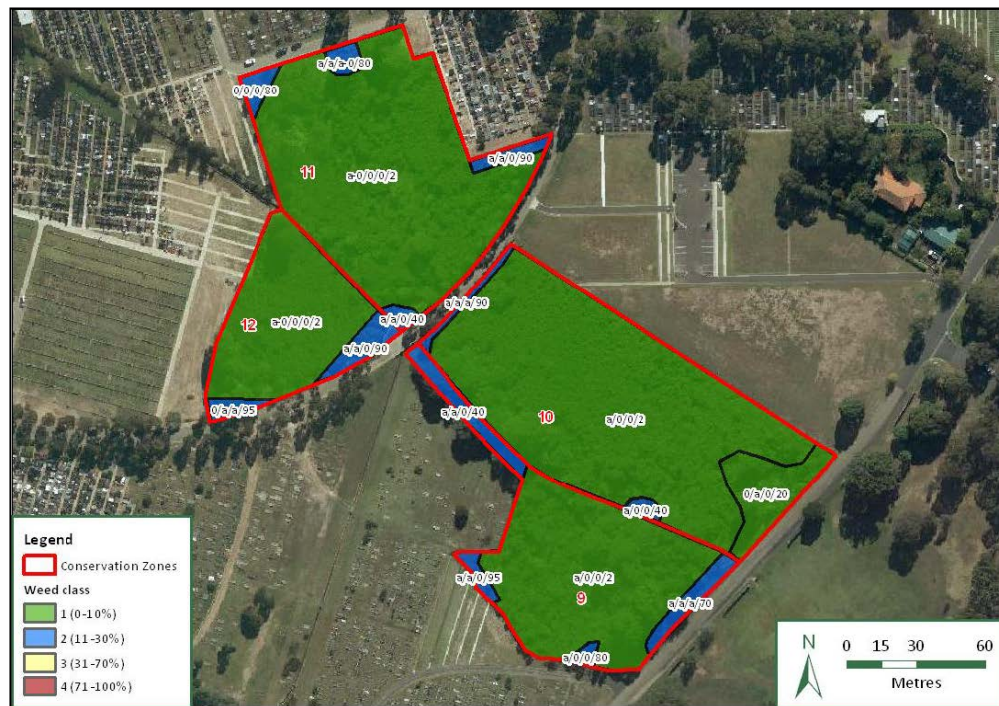 a/a/a-0/80
0/0/0/80
a/a/0/90
11
a-0/0/0/2
a/a/a/90
a/a/0/40
12
a-0/0/0/2
a/a/0/90
0/a/a/95
a/a/0/40
10
a/0/0/2
0/a/0/20
a/0/0/40
a/a/0/95
a/0/0/2
9
a/a/a/70
a/0/0/80
Legend
Conservation Zones
Weed class
1 (0-10%)
2 (11-30%)
3 (31-70%)
4 (71-100%)
N
0 15 30 60
Metres